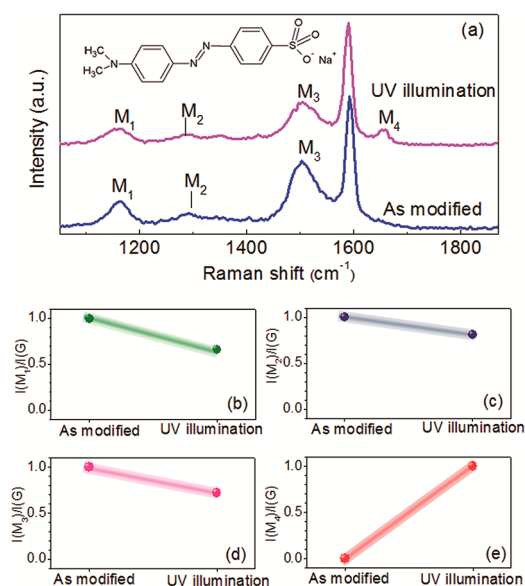 (a)
H₃C
H₃C
N
N
N
O
S
O
O⁻ Na⁺
UV illumination
M₁
M₂
M₃
M₄
M₁
M₂
M₃
As modified
Intensity (a.u.)
1200
1400
1600
1800
Raman shift (cm⁻¹)
I(M₁)/I(G)
1.0
0.5
0.0
(b)
As modified
UV illumination
I(M₂)/I(G)
1.0
0.5
0.0
(c)
As modified
UV illumination
I(M₃)/I(G)
1.0
0.5
0.0
(d)
As modified
UV illumination
I(M₄)/I(G)
1.0
0.5
0.0
(e)
As modified
UV illumination